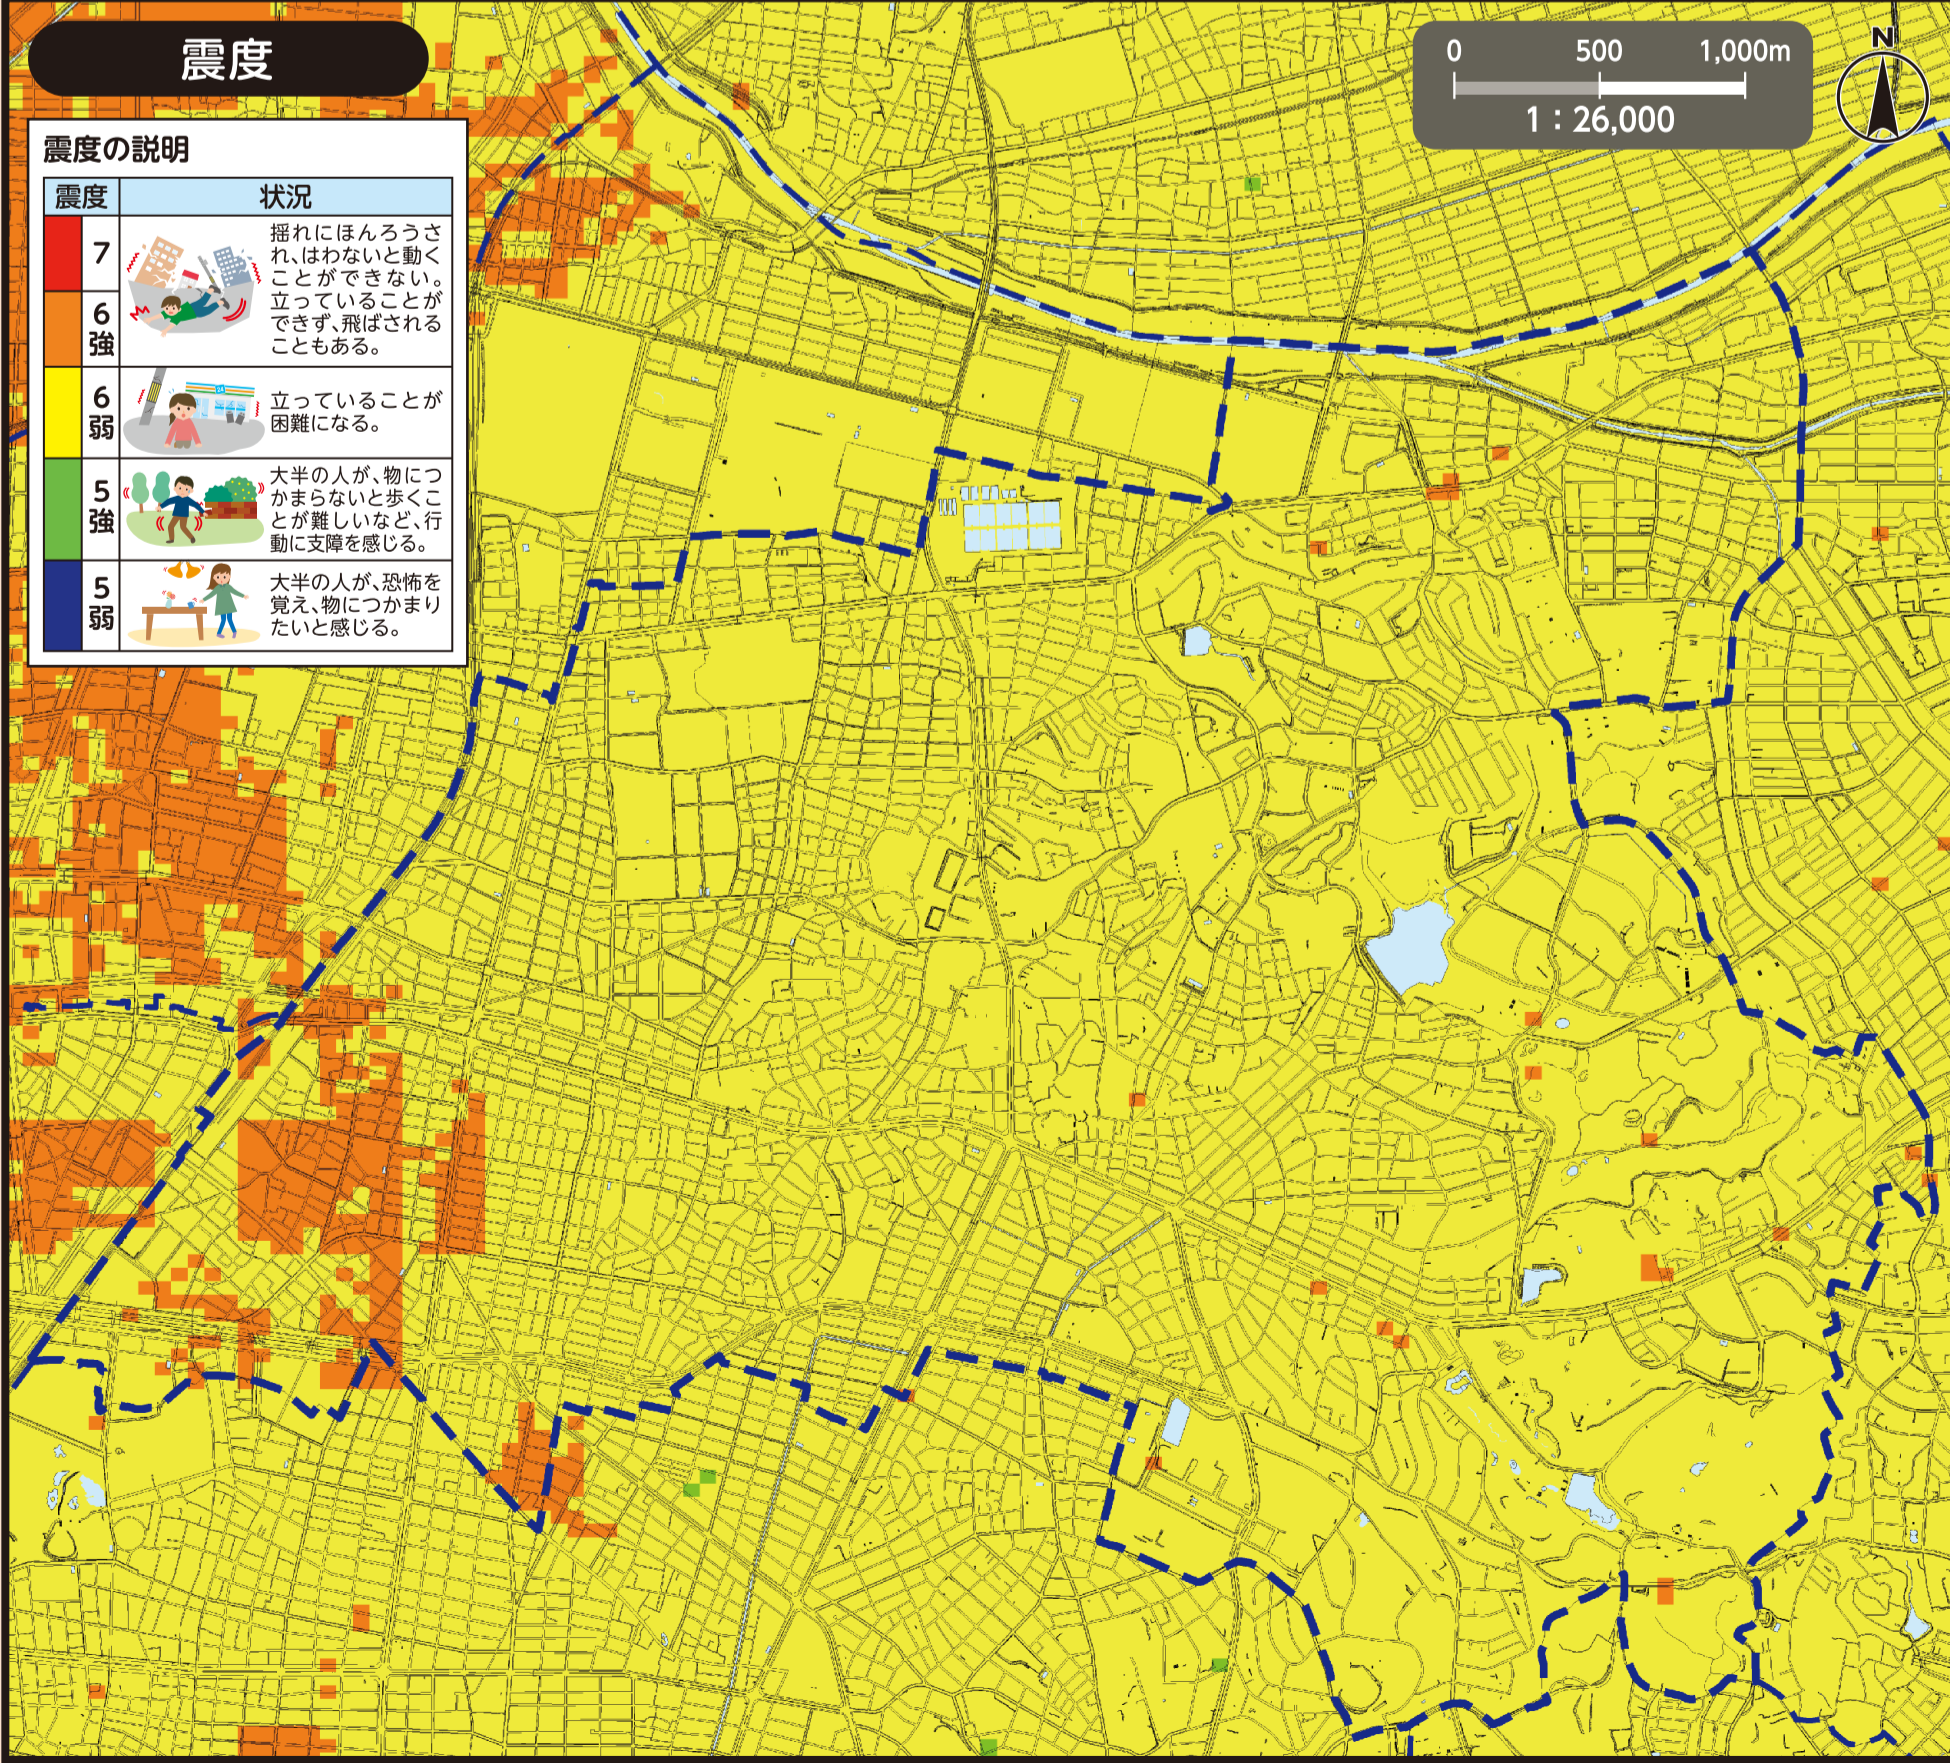 震度
0 500 1,000m
1：26,000
N
震度の説明
震度 状況
7
揺れにほんろうさ
れ、はわないと動く
ことができない。
立っていることが
できず、飛ばされる
こともある。
6
強
6
弱
立っていることが
困難になる。
5
強
大半の人が、物につ
かまらないと歩くこ
とが難しいなど、行
動に支障を感じる。
5
弱
大半の人が、恐怖を
覚え、物につかまり
たいと感じる。